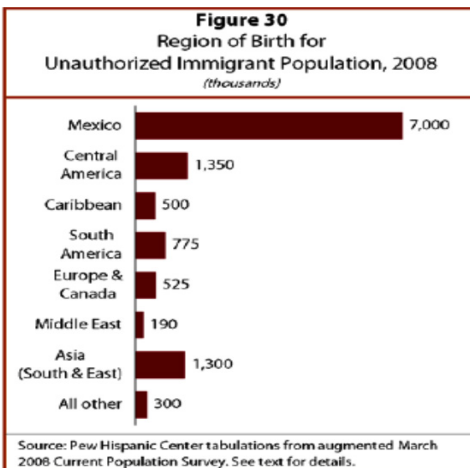 Figure 30
Region of Birth for
Unauthorized Immigrant Population, 2008
(thousands)
Mexico 7,000
Central
America 1,350
Caribbean 500
South
America 775
Europe &
Canada 525
Middle East 190
Asia
(South & East) 1,300
All other 300
Source: Pew Hispanic Center tabulations from augmented March
2008 Current Population Survey. See text for details.